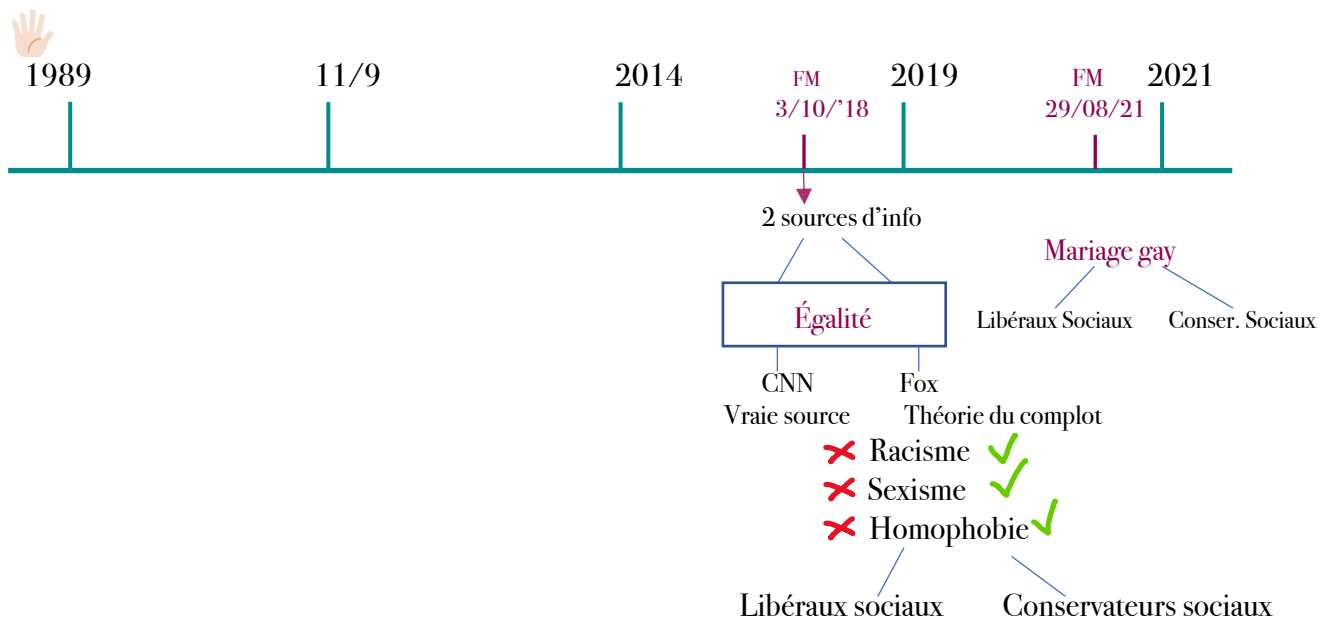 1989
11/9
2014
FM
3/10/’18
2019
FM
29/08/21
2021
2 sources d’info
Mariage gay
Égalité
Libéraux Sociaux
Conser. Sociaux
CNN
Fox
Vraie source
Théorie du complot
Racisme
Sexisme
Homophobie
Libéraux sociaux
Conservateurs sociaux